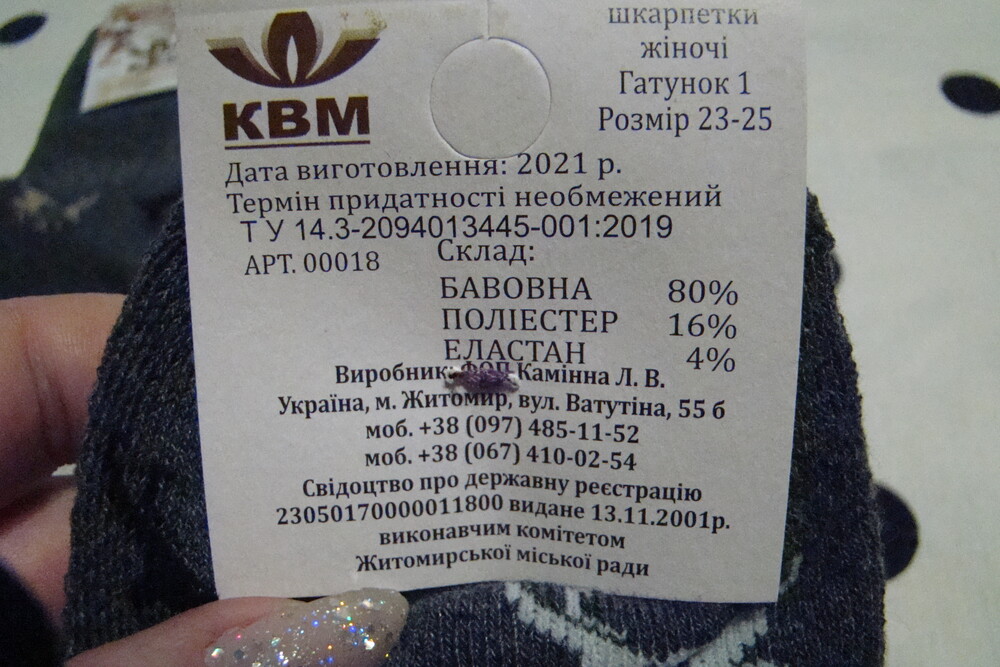 КВМ
шкарпетки
жіночі
Гатунок 1
Розмір 23-25
Дата виготовлення: 2021 р.
Термін придатності необмежений
ТУ 14.3-2094013445-001:2019
АРТ. 00018
Склад:
БАВОВНА 80%
ПОЛІЕСТЕР 16%
ЕЛАСТАН 4%
Виробник: ФОП Камінна Л. В.
Україна, м. Житомир, вул. Ватутіна, 55 б
моб. +38 (097) 485-11-52
моб. +38 (067) 410-02-54
Свідоцтво про державну реєстрацію
23050170000011800 видане 13.11.2001р.
виконавчим комітетом
Житомирської міської ради